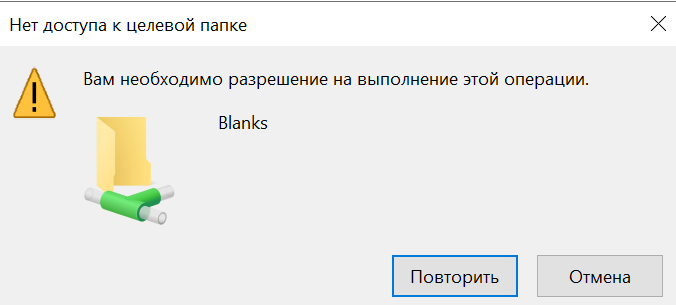 Нет доступа к целевой папке
Вам необходимо разрешение на выполнение этой операции.
Blanks
Повторить
Отмена